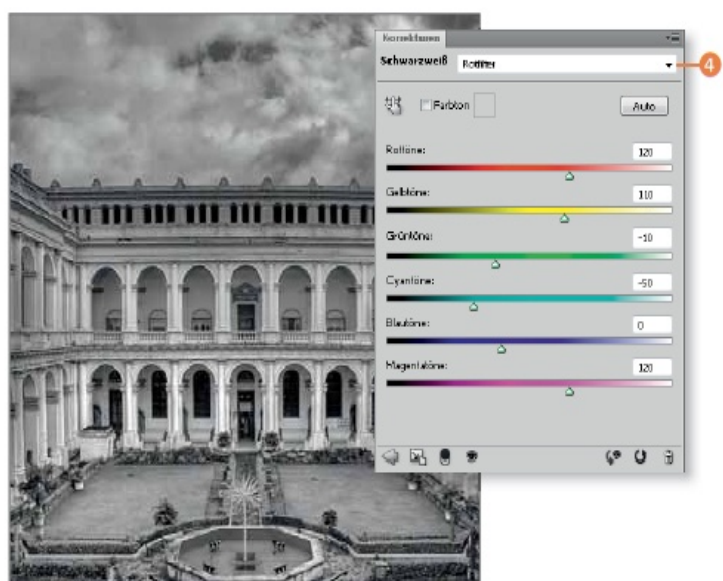 Korrekturen
Schwarzweiß Rotfilter
4
Farbton Auto
Rottöne: 120
Gelbtöne: 110
Grüntöne: -10
Cyantöne: -50
Blautöne: 0
Magentatöne: 120